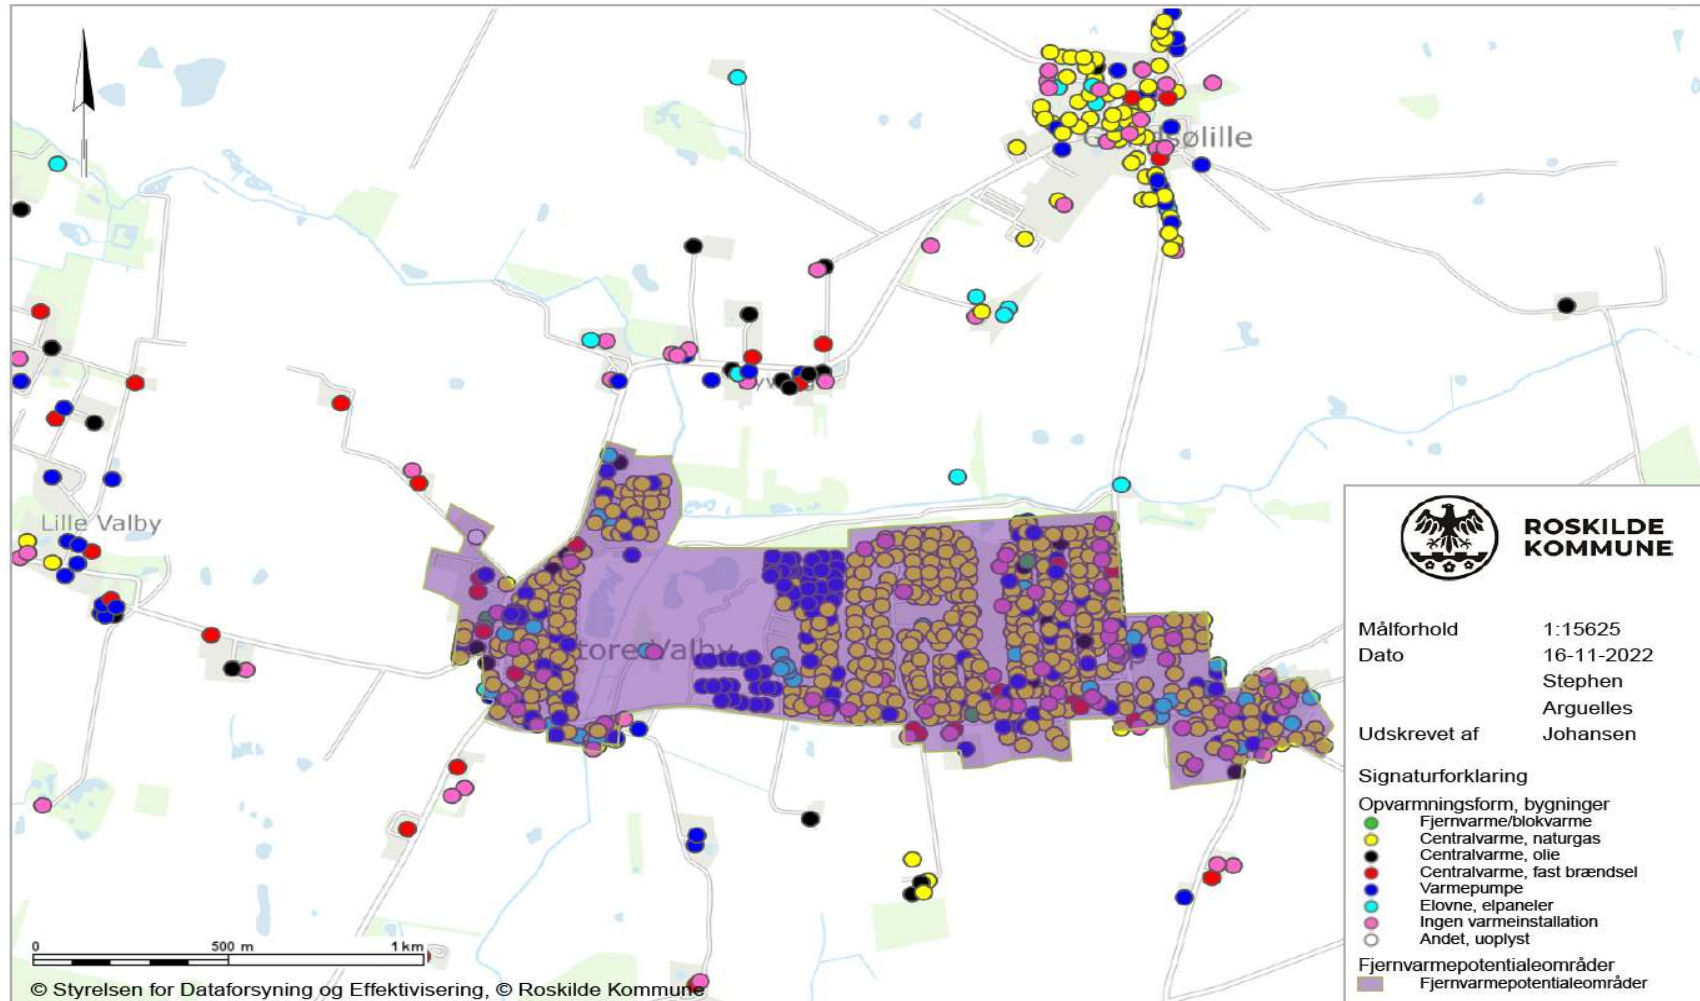 Lille Valby
tore Valby
ROSKILDE
KOMMUNE
Målforhold 1:15625
Dato 16-11-2022
Stephen
Arguelles
Udskrevet af Johansen
Signaturforklaring
Opvarmningsform, bygninger
Fjernvarme/blokvarme
Centralvarme, naturgas
Centralvarme, olie
Centralvarme, fast brændsel
Varmepumpe
Elovne, elpaneler
Ingen varmeinstallation
Andet, uoplyst
Fjernvarmepotentialeområder
Fjernvarmepotentialeområder
0 500 m 1 km
© Styrelsen for Dataforsyning og Effektivisering, © Roskilde Kommune